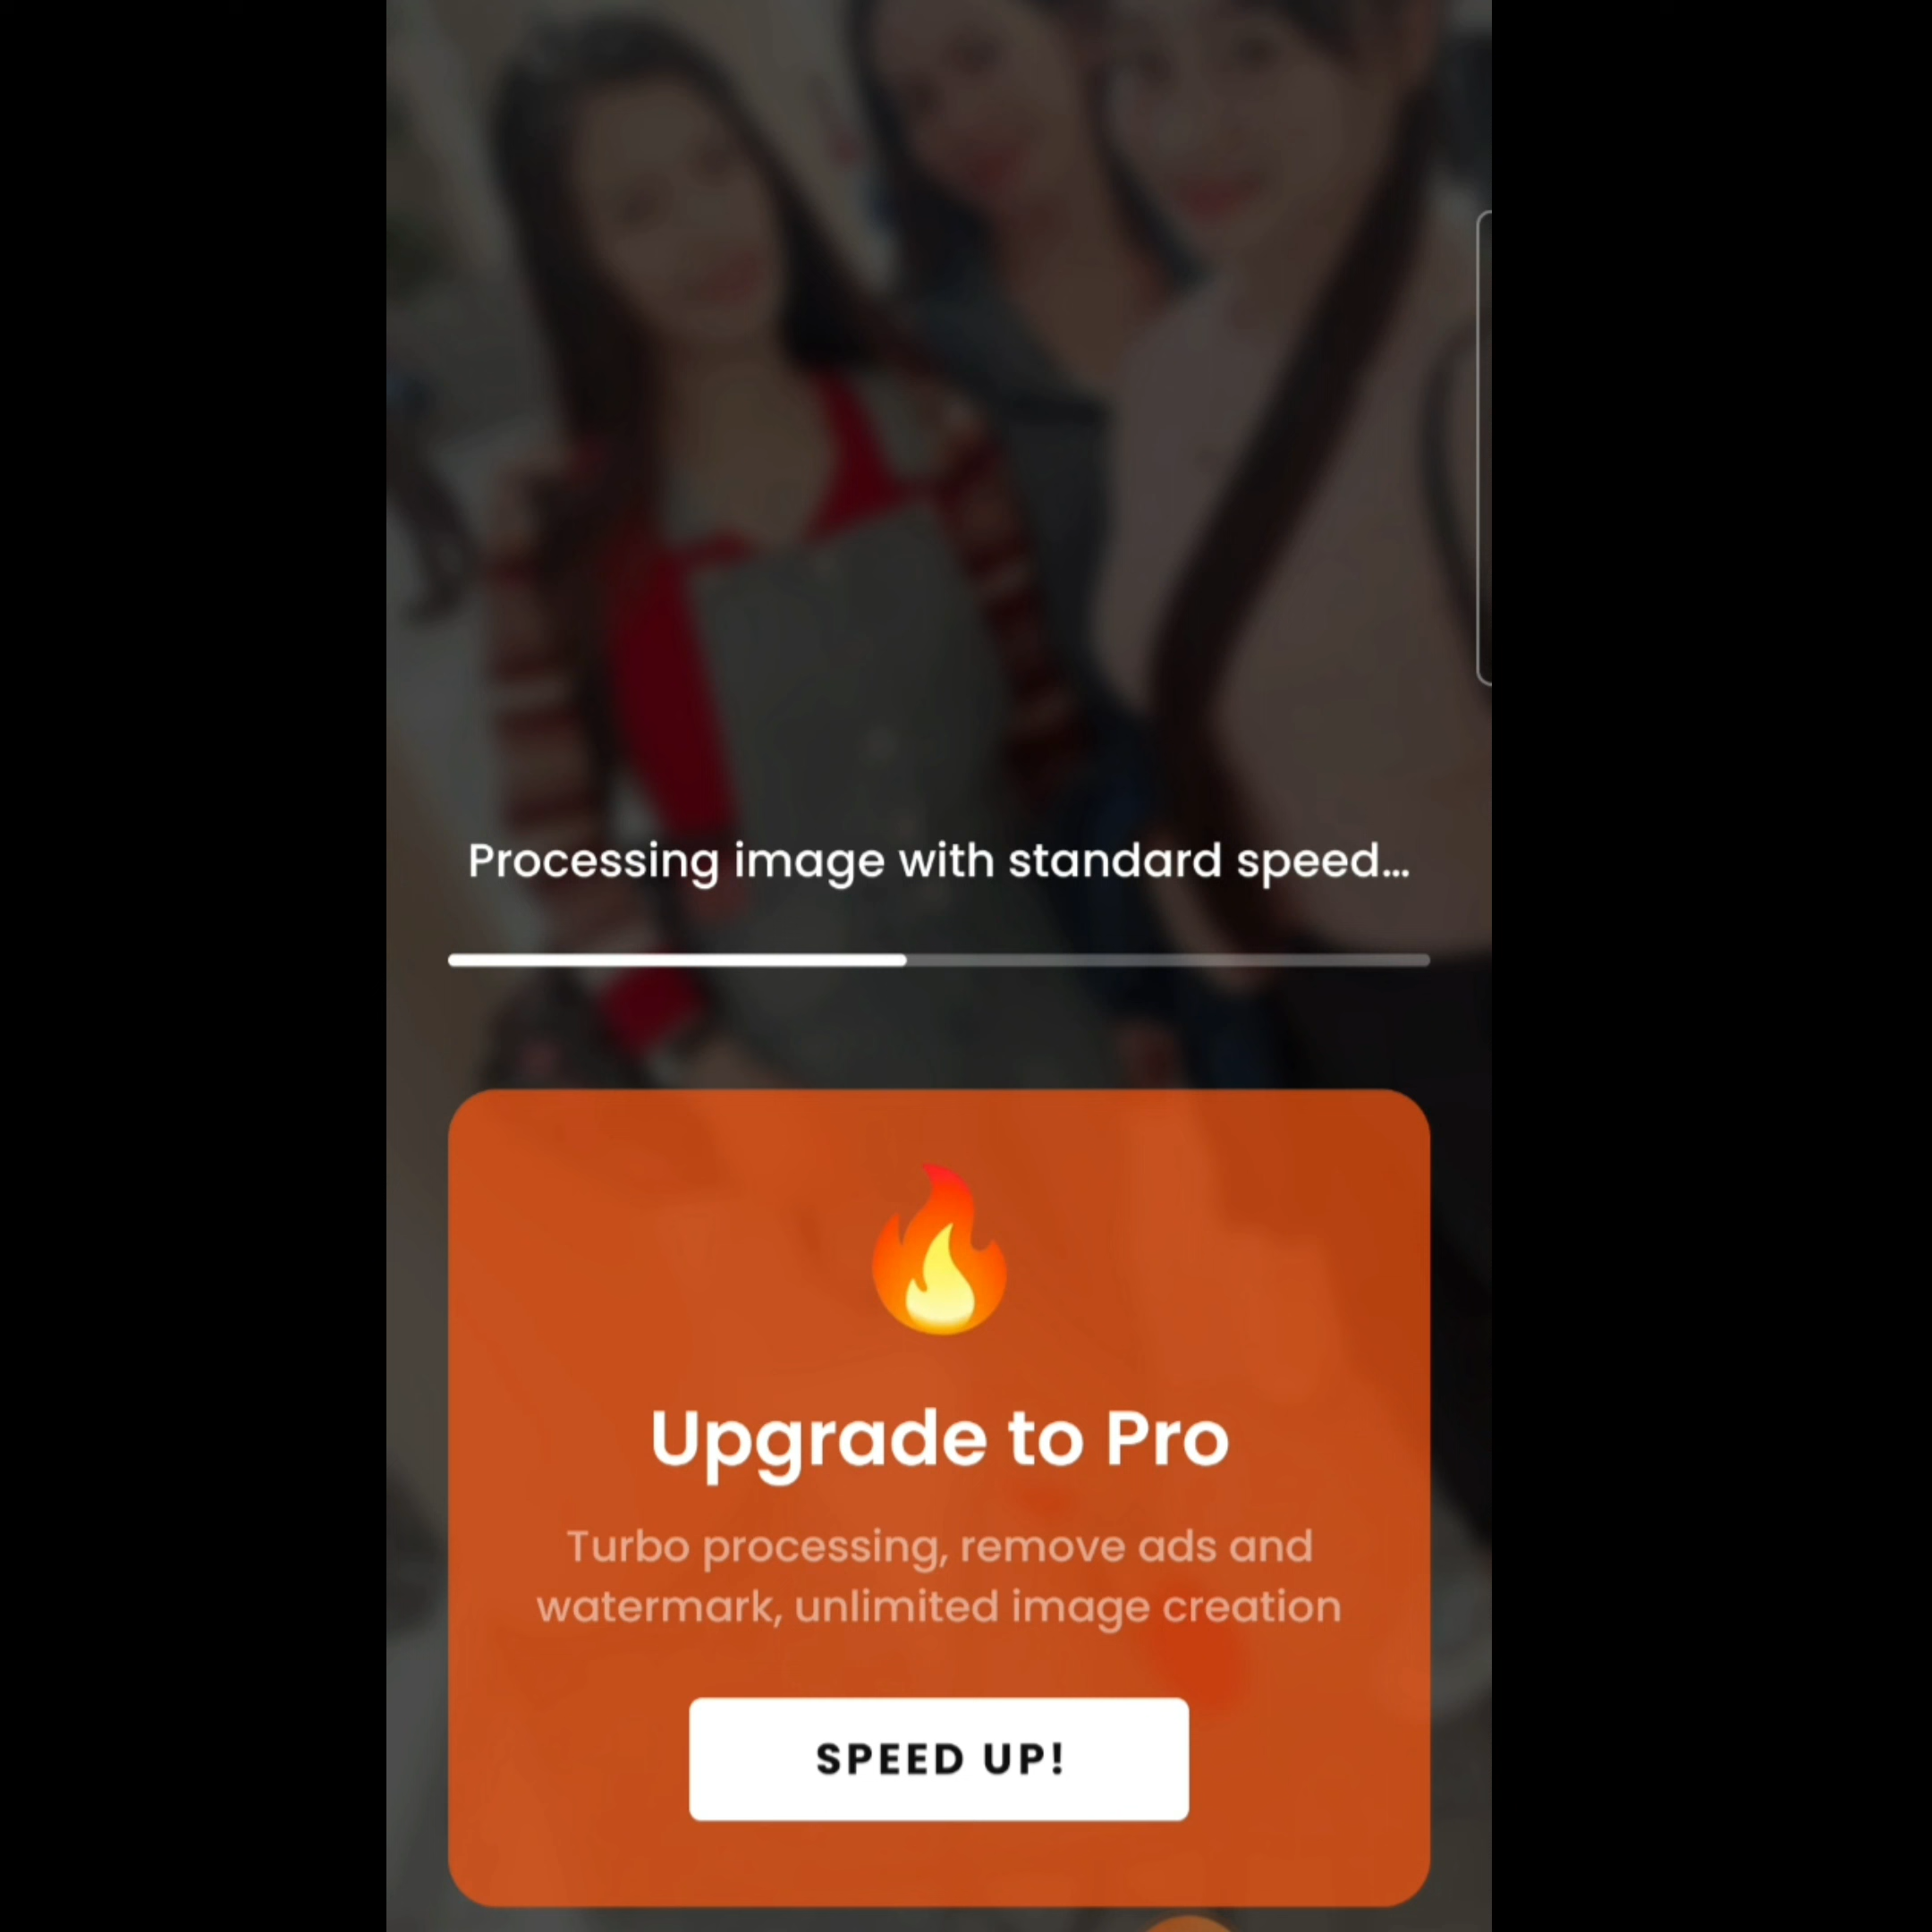 Processing image with standard speed...
Upgrade to Pro
Turbo processing, remove ads and
watermark, unlimited image creation
SPEED UP!